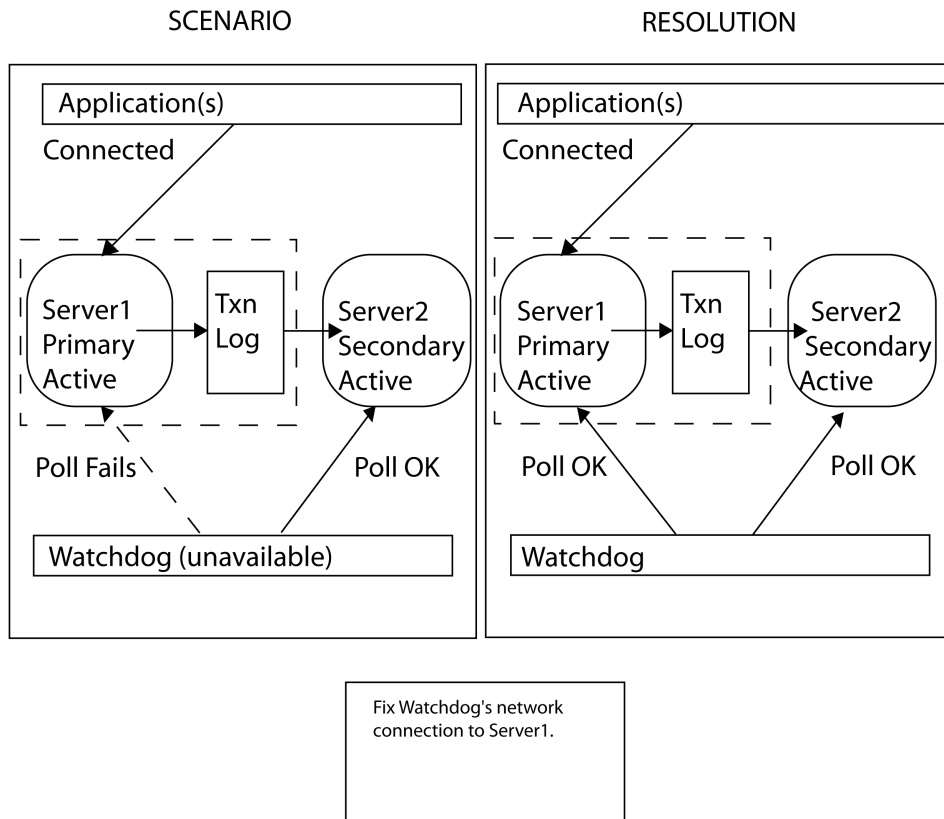 SCENARIO
RESOLUTION
Application(s)
Connected
Server1
Primary
Active
Txn
Log
Server2
Secondary
Active
Poll Fails
Poll OK
Watchdog (unavailable)
Application(s)
Connected
Server1
Primary
Active
Txn
Log
Server2
Secondary
Active
Poll OK
Poll OK
Watchdog
Fix Watchdog's network
connection to Server1.